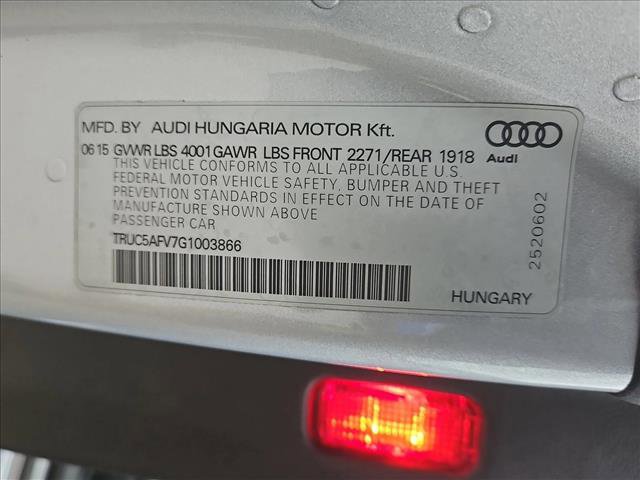 MFD. BY AUDI HUNGARIA MOTOR Kft.
06 15 GVWR LBS 4001 GAWR LBS FRONT 2271/REAR 1918
Audi
THIS VEHICLE CONFORMS TO ALL APPLICABLE U.S.
FEDERAL MOTOR VEHICLE SAFETY, BUMPER AND THEFT
PREVENTION STANDARDS IN EFFECT ON THE DATE OF
MANUFACTURE SHOWN ABOVE
PASSENGER CAR
TRUC5AFV7G1003866
HUNGARY
2520602